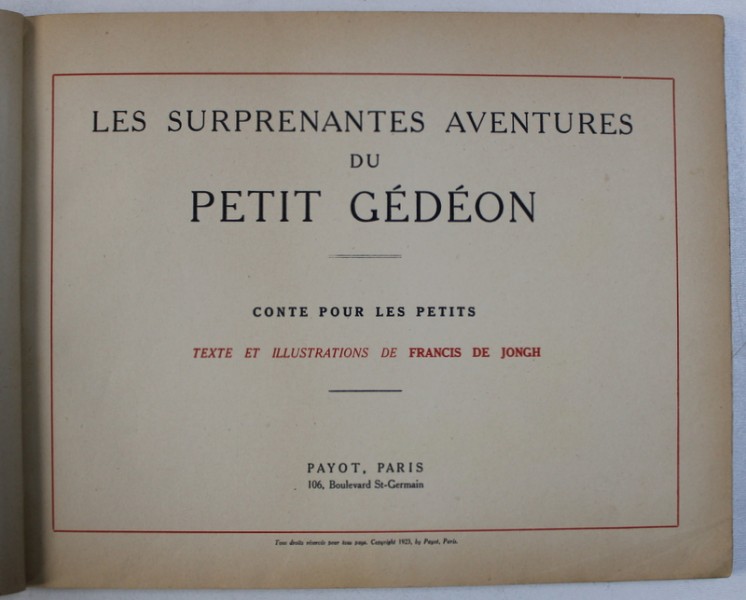 LES SURPRENANTES AVENTURES
DU
PETIT GÉDÉON
CONTE POUR LES PETITS
TEXTE ET ILLUSTRATIONS DE FRANCIS DE JONGH
PAYOT, PARIS
106, Boulevard St-Germain
Tous droits réservés pour tous pays. Copyright 1923, by Payot, Paris.